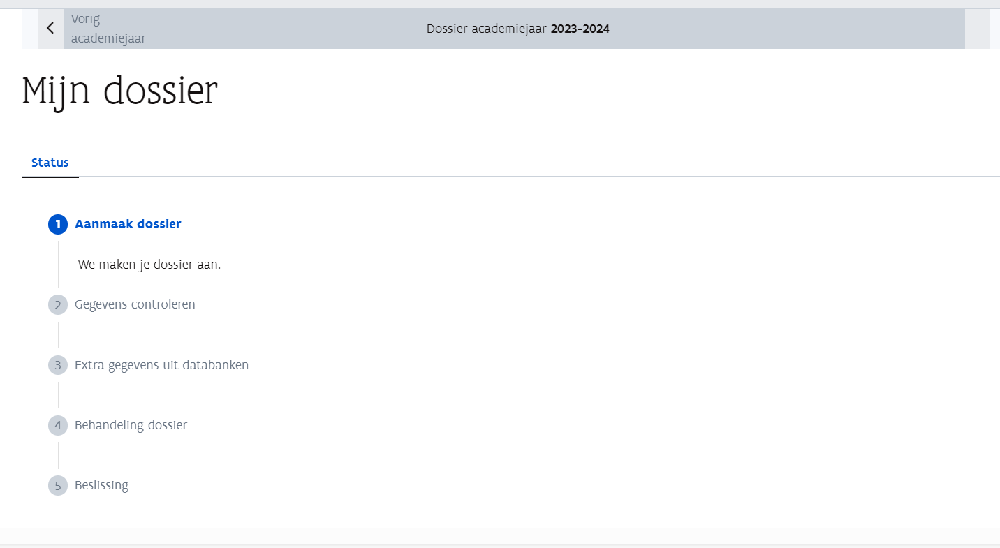 Vorig
academiejaar
Dossier academiejaar 2023-2024
Mijn dossier
Status
1 Aanmaak dossier
We maken je dossier aan.
2 Gegevens controleren
3 Extra gegevens uit databanken
4 Behandeling dossier
5 Beslissing